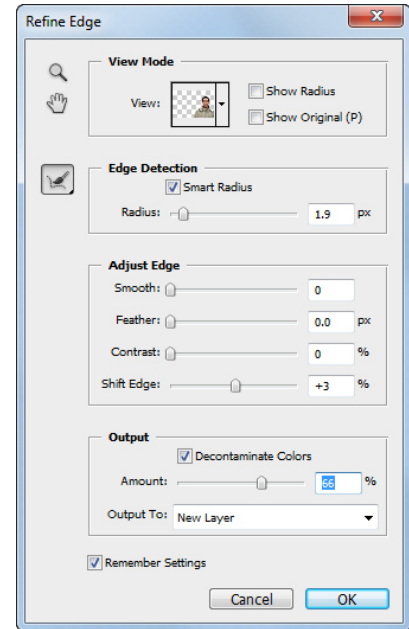 Refine Edge
View Mode
View:
Show Radius
Show Original (P)
Edge Detection
Smart Radius
Radius: 1.9 px
Adjust Edge
Smooth: 0
Feather: 0.0 px
Contrast: 0 %
Shift Edge: +3 %
Output
Decontaminate Colors
Amount: 66 %
Output To: New Layer
Remember Settings
Cancel OK